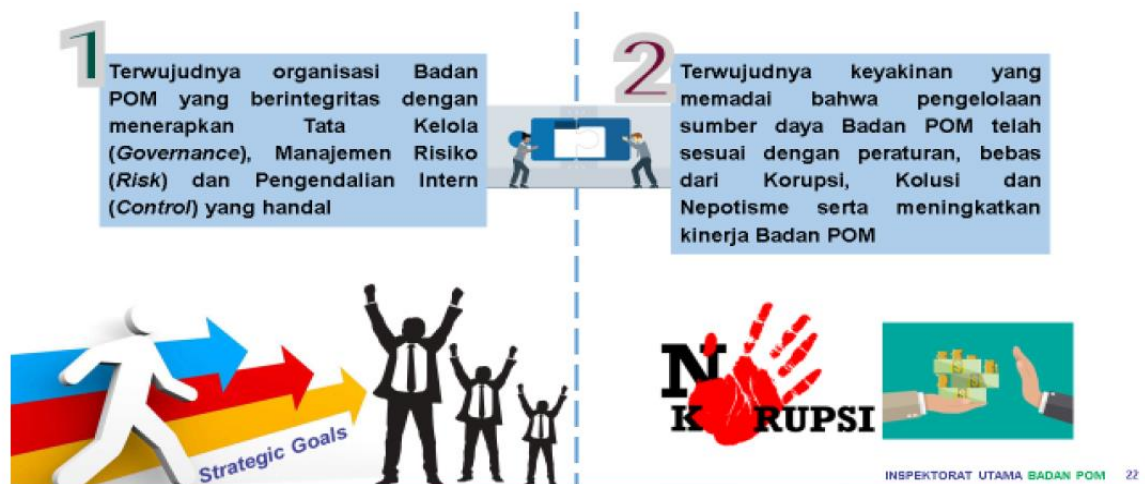 1
Terwujudnya organisasi Badan
POM yang berintegritas dengan
menerapkan Tata Kelola
(Governance), Manajemen Risiko
(Risk) dan Pengendalian Intern
(Control) yang handal
2
Terwujudnya keyakinan yang
memadai bahwa pengelolaan
sumber daya Badan POM telah
sesuai dengan peraturan, bebas
dari Korupsi, Kolusi dan
Nepotisme serta meningkatkan
kinerja Badan POM
Strategic Goals
NO
KORUPSI
INSPEKTORAT UTAMA BADAN POM 22